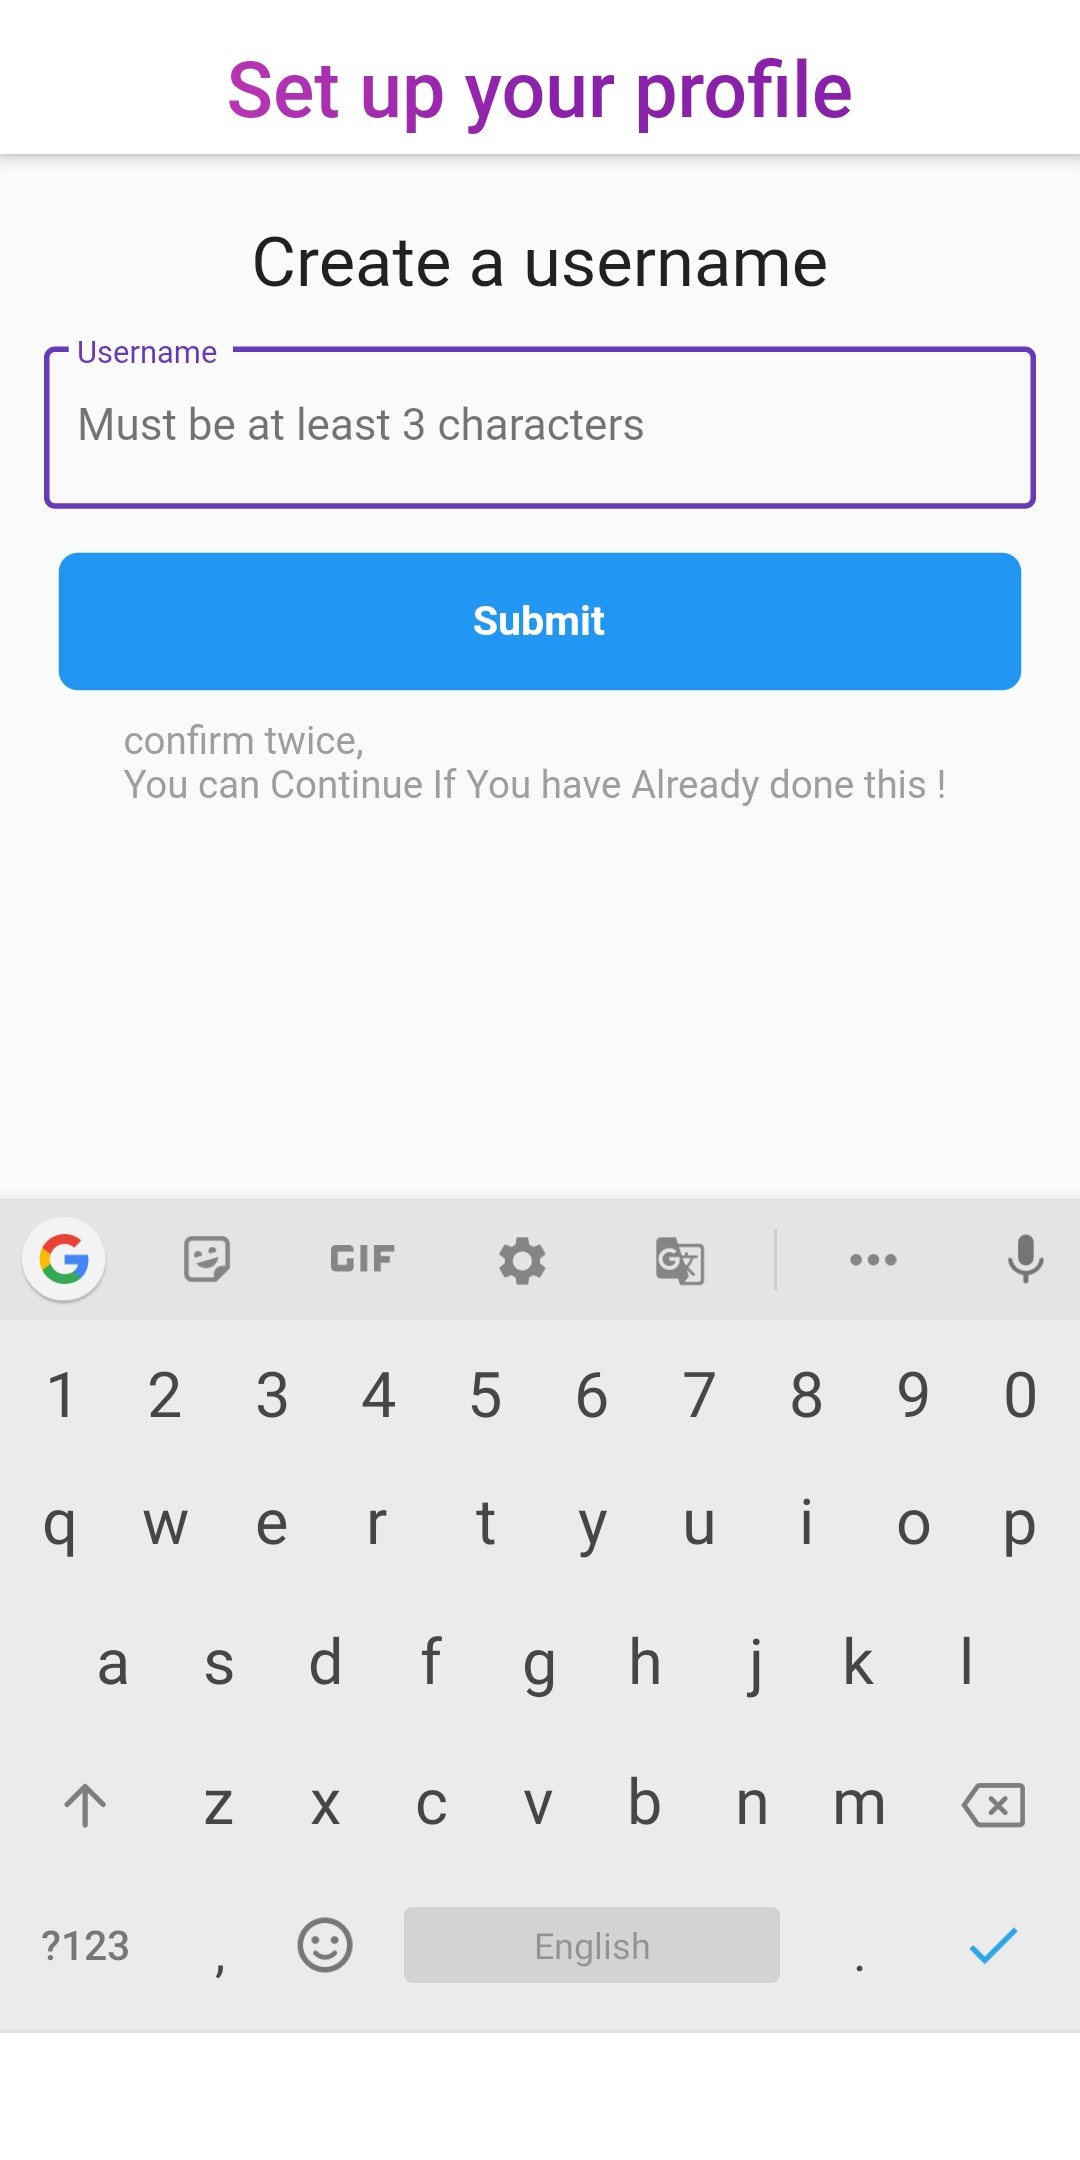 Set up your profile
Create a username
Username
Must be at least 3 characters
Submit
confirm twice,
You can Continue If You have Already done this !
GIF
1 2 3 4 5 6 7 8 9 0
q w e r t y u i o p
a s d f g h j k l
z x c v b n m
?123 , English .